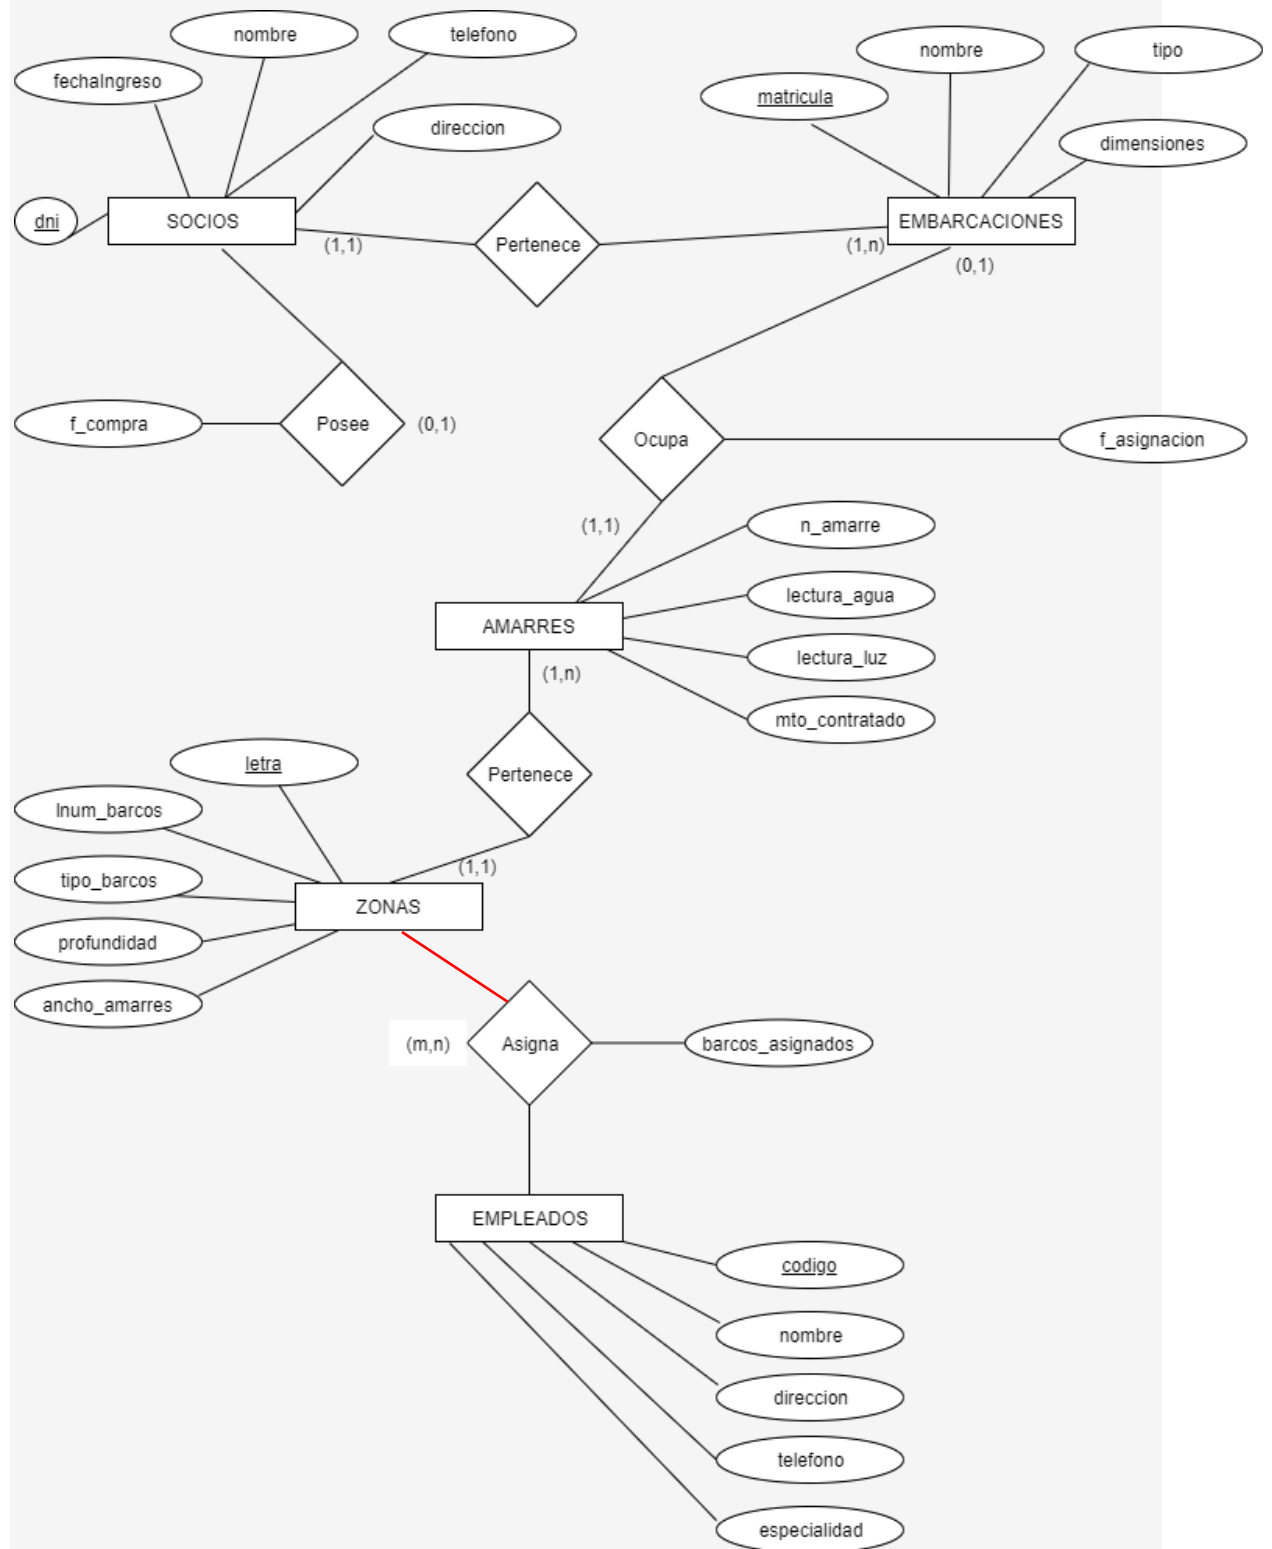 nombre
telefono
nombre
tipo
fechaIngreso
matricula
direccion
dimensiones
dni
SOCIOS
EMBARCACIONES
Pertenece
(1,1)
(1,n)
(0,1)
f_compra
Posee
(0,1)
Ocupa
f_asignacion
(1,1)
n_amarre
lectura_agua
AMARRES
lectura_luz
(1,n)
mto_contratado
letra
Pertenece
lnum_barcos
(1,1)
tipo_barcos
ZONAS
profundidad
ancho_amarres
(m,n)
Asigna
barcos_asignados
EMPLEADOS
codigo
nombre
direccion
telefono
especialidad